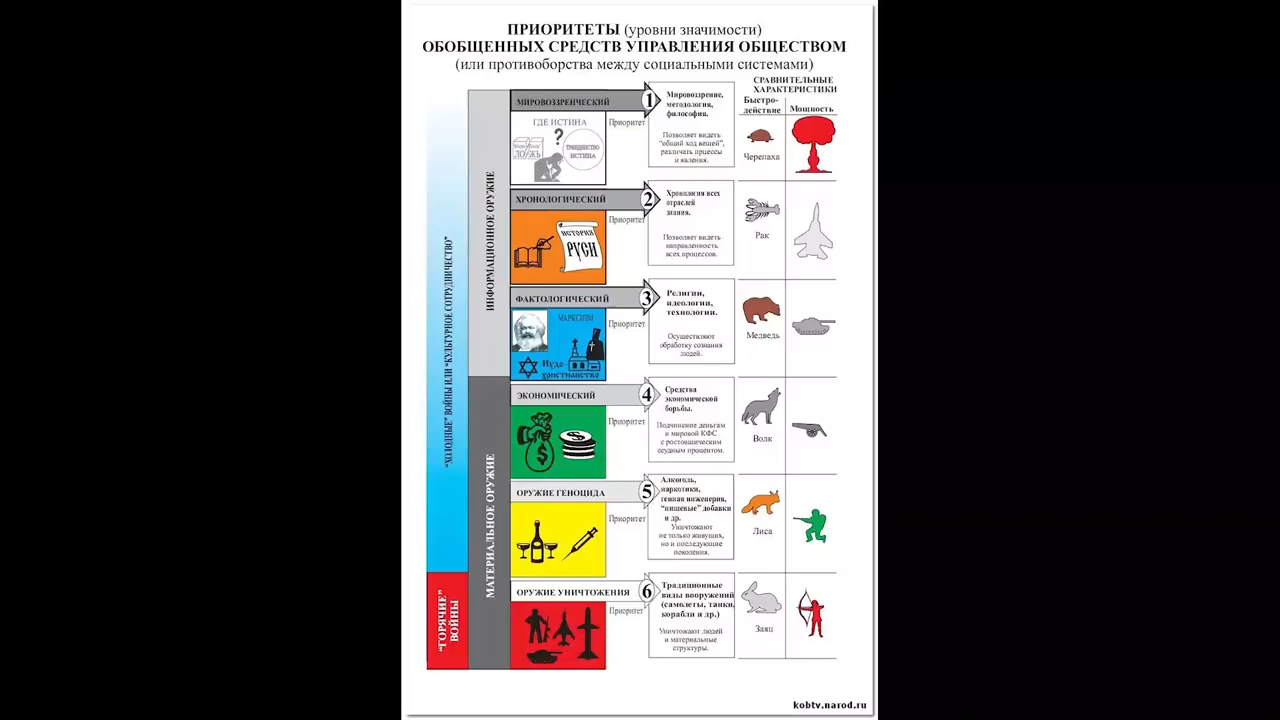 ПРИОРИТЕТЫ (уровни значимости)
ОБОБЩЕННЫХ СРЕДСТВ УПРАВЛЕНИЯ ОБЩЕСТВОМ
(или противоборства между социальными системами)
СРАВНИТЕЛЬНЫЕ
ХАРАКТЕРИСТИКИ
Быстро-
действие
Мощность
"ХОЛОДНЫЕ" ВОЙНЫ ИЛИ "КУЛЬТУРНОЕ СОТРУДНИЧЕСТВО"
"ГОРЯЧИЕ"
ВОЙНЫ
ИНФОРМАЦИОННОЕ ОРУЖИЕ
МАТЕРИАЛЬНОЕ ОРУЖИЕ
МИРОВОЗЗРЕНЧЕСКИЙ
1
Приоритет
ГДЕ ИСТИНА
?
ИСТИНА
Мировоззрение,
методология,
философия.
Позволяет видеть
"общий ход вещей",
различать прцессы
и явления.
Черепаха
ХРОНОЛОГИЧЕСКИЙ
2
Приоритет
ИСТОРИЯ
РУСИ
Хронология всех
отраслей
знания.
Позволяет видеть
направленность
всех процессов.
Рак
ФАКТОЛОГИЧЕСКИЙ
3
Приоритет
МАРКСИЗМ
Иудо-
христианство
Религии,
идеологии,
технологии.
Осуществляют
обработку сознания
людей.
Медведь
ЭКОНОМИЧЕСКИЙ
4
Приоритет
$
$
Средства
экономической
борьбы.
Подчинение деньгам
и мировой КФС
с ростовщическим
ссудным процентом.
Волк
ОРУЖИЕ ГЕНОЦИДА
5
Приоритет
Алкоголь,
наркотики,
генная инженерия,
"пищевые" добавки
и др.
Уничтожают
не только живущих,
но и последующие
поколения.
Лиса
ОРУЖИЕ УНИЧТОЖЕНИЯ
6
Приоритет
Традиционные
виды вооружений
(самолеты, танки,
корабли и др.)
Уничтожают людей
и материальные
структуры.
Заяц
kobtv.narod.ru